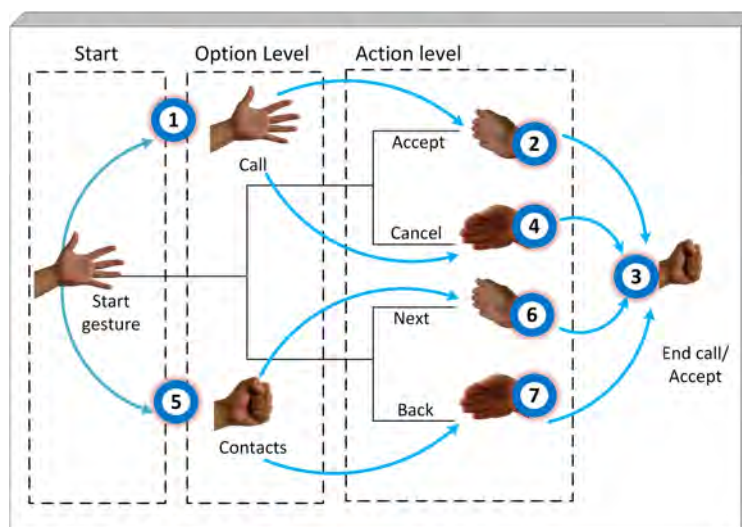 Start
Option Level
Action level
1
2
Accept
Call
4
Cancel
3
Start
gesture
6
Next
End call/
Accept
5
7
Back
Contacts